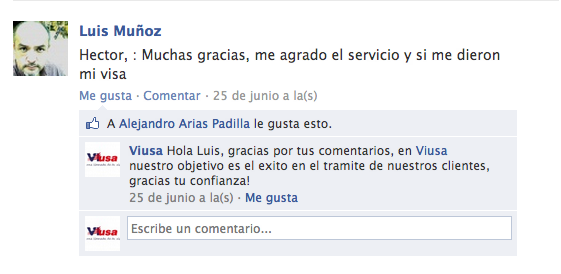 Luis Muñoz
Hector, : Muchas gracias, me agrado el servicio y si me dieron
mi visa
Me gusta · Comentar · 25 de junio a la(s)
A Alejandro Arias Padilla le gusta esto.
Viusa Hola Luis, gracias por tus comentarios, en Viusa
nuestro objetivo es el exito en el tramite de nuestros clientes,
gracias tu confianza!
25 de junio a la(s) · Me gusta
Viusa
Viusa
Escribe un comentario...